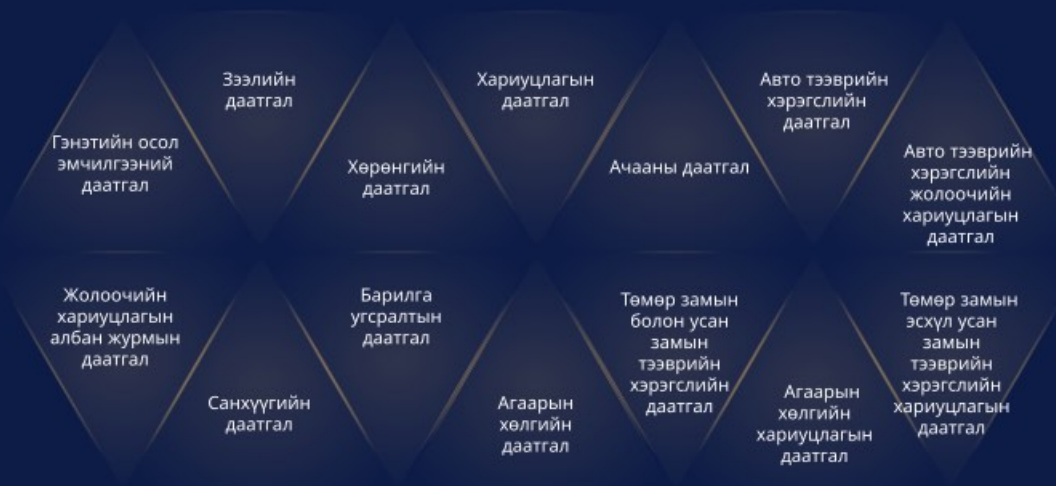 Гэнэтийн осол
эмчилгээний
даатгал
Зээлийн
даатгал
Хөрөнгийн
даатгал
Хариуцлагын
даатгал
Ачааны даатгал
Авто тээврийн
хэрэгслийн
даатгал
Авто тээврийн
хэрэгслийн
жолоочийн
хариуцлагын
даатгал
Жолоочийн
хариуцлагын
албан журмын
даатгал
Санхүүгийн
даатгал
Барилга
угсралтын
даатгал
Агаарын
хөлгийн
даатгал
Төмөр замын
болон усан
замын
тээврийн
хэрэгслийн
даатгал
Агаарын
хөлгийн
хариуцлагын
даатгал
Төмөр замын
эсхүл усан
замын
тээврийн
хэрэгслийн
хариуцлагын
даатгал